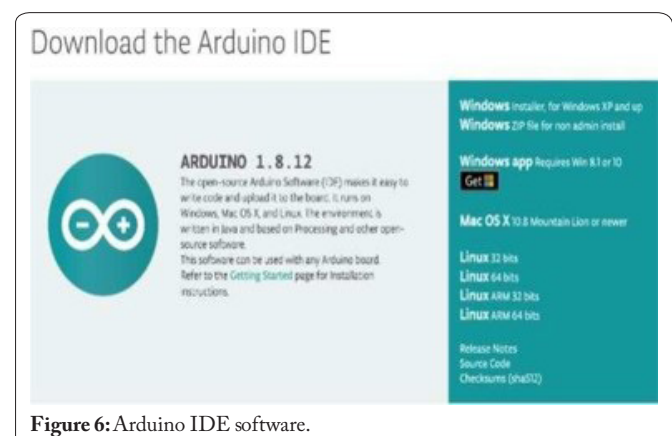 Download the Arduino IDE
ARDUINO 1.8.12
The open-source Arduino Software (IDE) makes it easy to
write code and upload it to the board. It runs on
Windows, Mac OS X, and Linux. The environment is
written in Java and based on Processing and other open-
source software.
This software can be used with any Arduino board.
Refer to the Getting Started page for Installation
instructions.
Windows Installer, for Windows XP and up
Windows ZIP file for non admin install
Windows app Requires Win 8.1 or 10
Get
Mac OS X 10.8 Mountain Lion or newer
Linux 32 bits
Linux 64 bits
Linux ARM 32 bits
Linux ARM 64 bits
Release Notes
Source Code
Checksums (sha512)
Figure 6: Arduino IDE software.